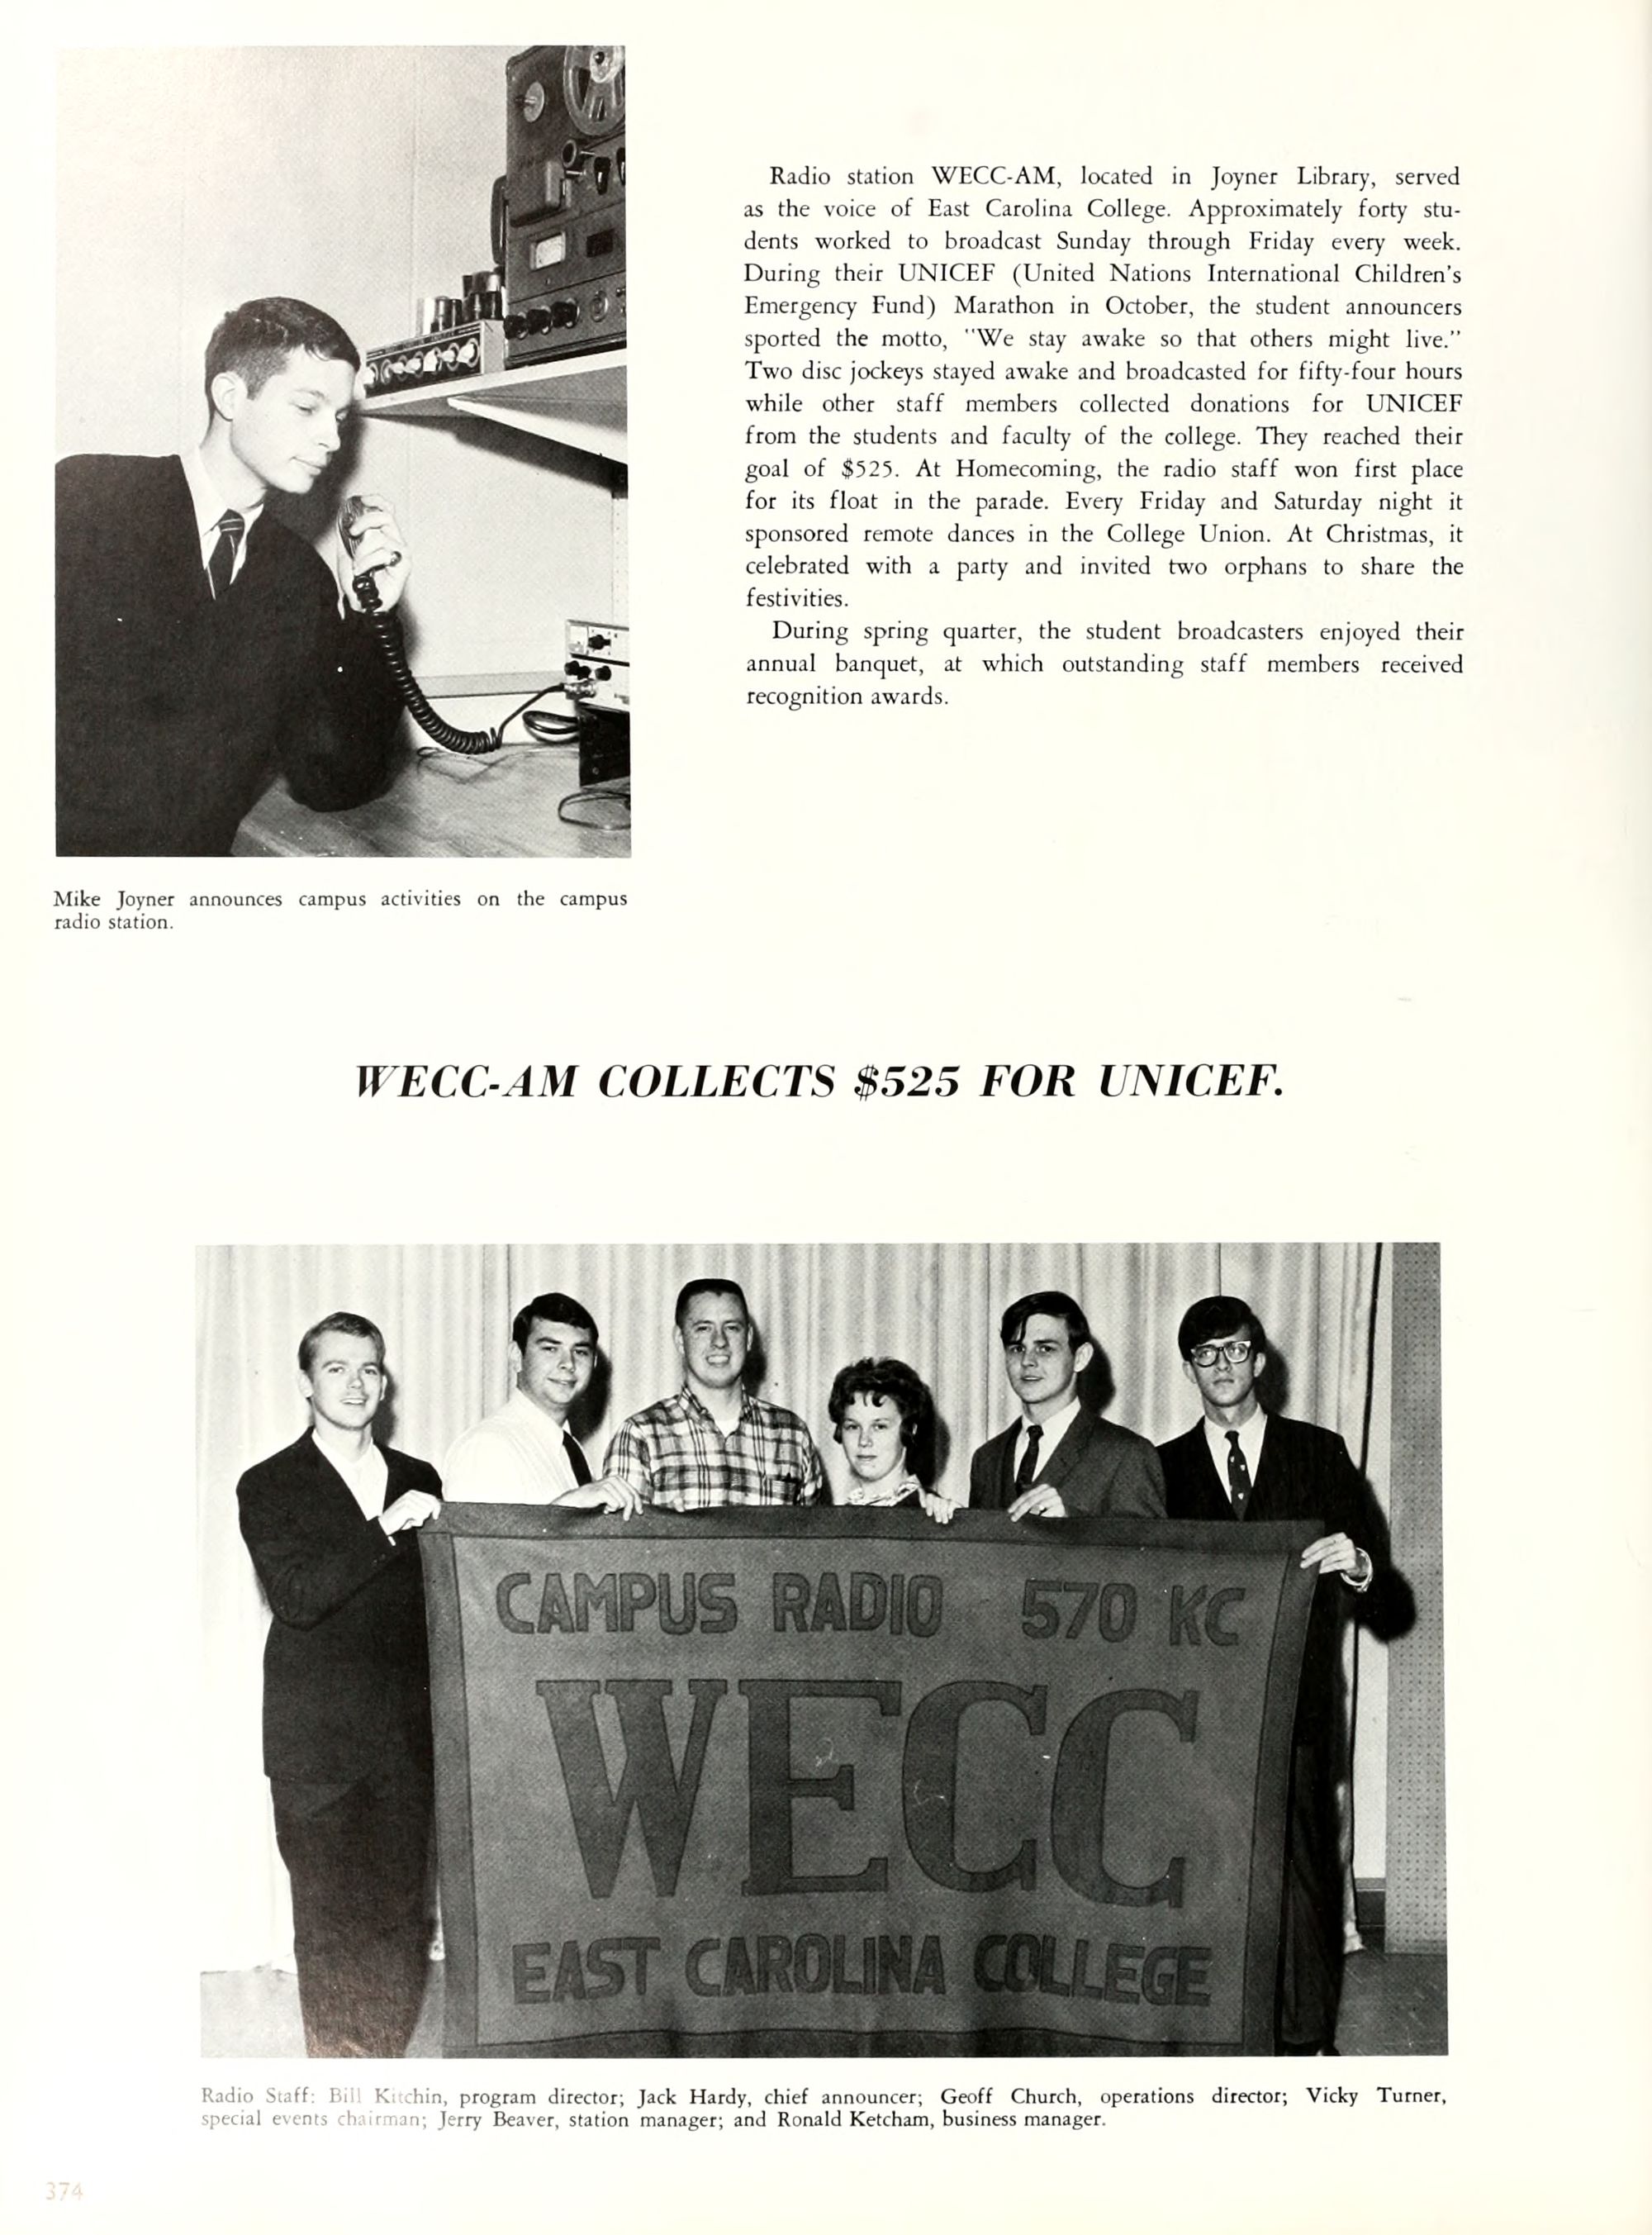 Radio station WECC-AM, located in Joyner Library, served
as the voice of East Carolina College. Approximately forty stu-
dents worked to broadcast Sunday through Friday every week.
During their UNICEF (United Nations International Children's
Emergency Fund) Marathon in October, the student announcers
sported the motto, "We stay awake so that others might live."
Two disc jockeys stayed awake and broadcasted for fifty-four hours
while other staff members collected donations for UNICEF
from the students and faculty of the college. They reached their
goal of $525. At Homecoming, the radio staff won first place
for its float in the parade. Every Friday and Saturday night it
sponsored remote dances in the College Union. At Christmas, it
celebrated with a party and invited two orphans to share the
festivities.
During spring quarter, the student broadcasters enjoyed their
annual banquet, at which outstanding staff members received
recognition awards.
Mike Joyner announces campus activities on the campus
radio station.
WECC-AM COLLECTS $525 FOR UNICEF.
CAMPUS RADIO 570 KC
WECC
EAST CAROLINA COLLEGE
Radio Staff: Bill Kitchin, program director; Jack Hardy, chief announcer; Geoff Church, operations director; Vicky Turner,
special events chairman; Jerry Beaver, station manager; and Ronald Ketcham, business manager.
374